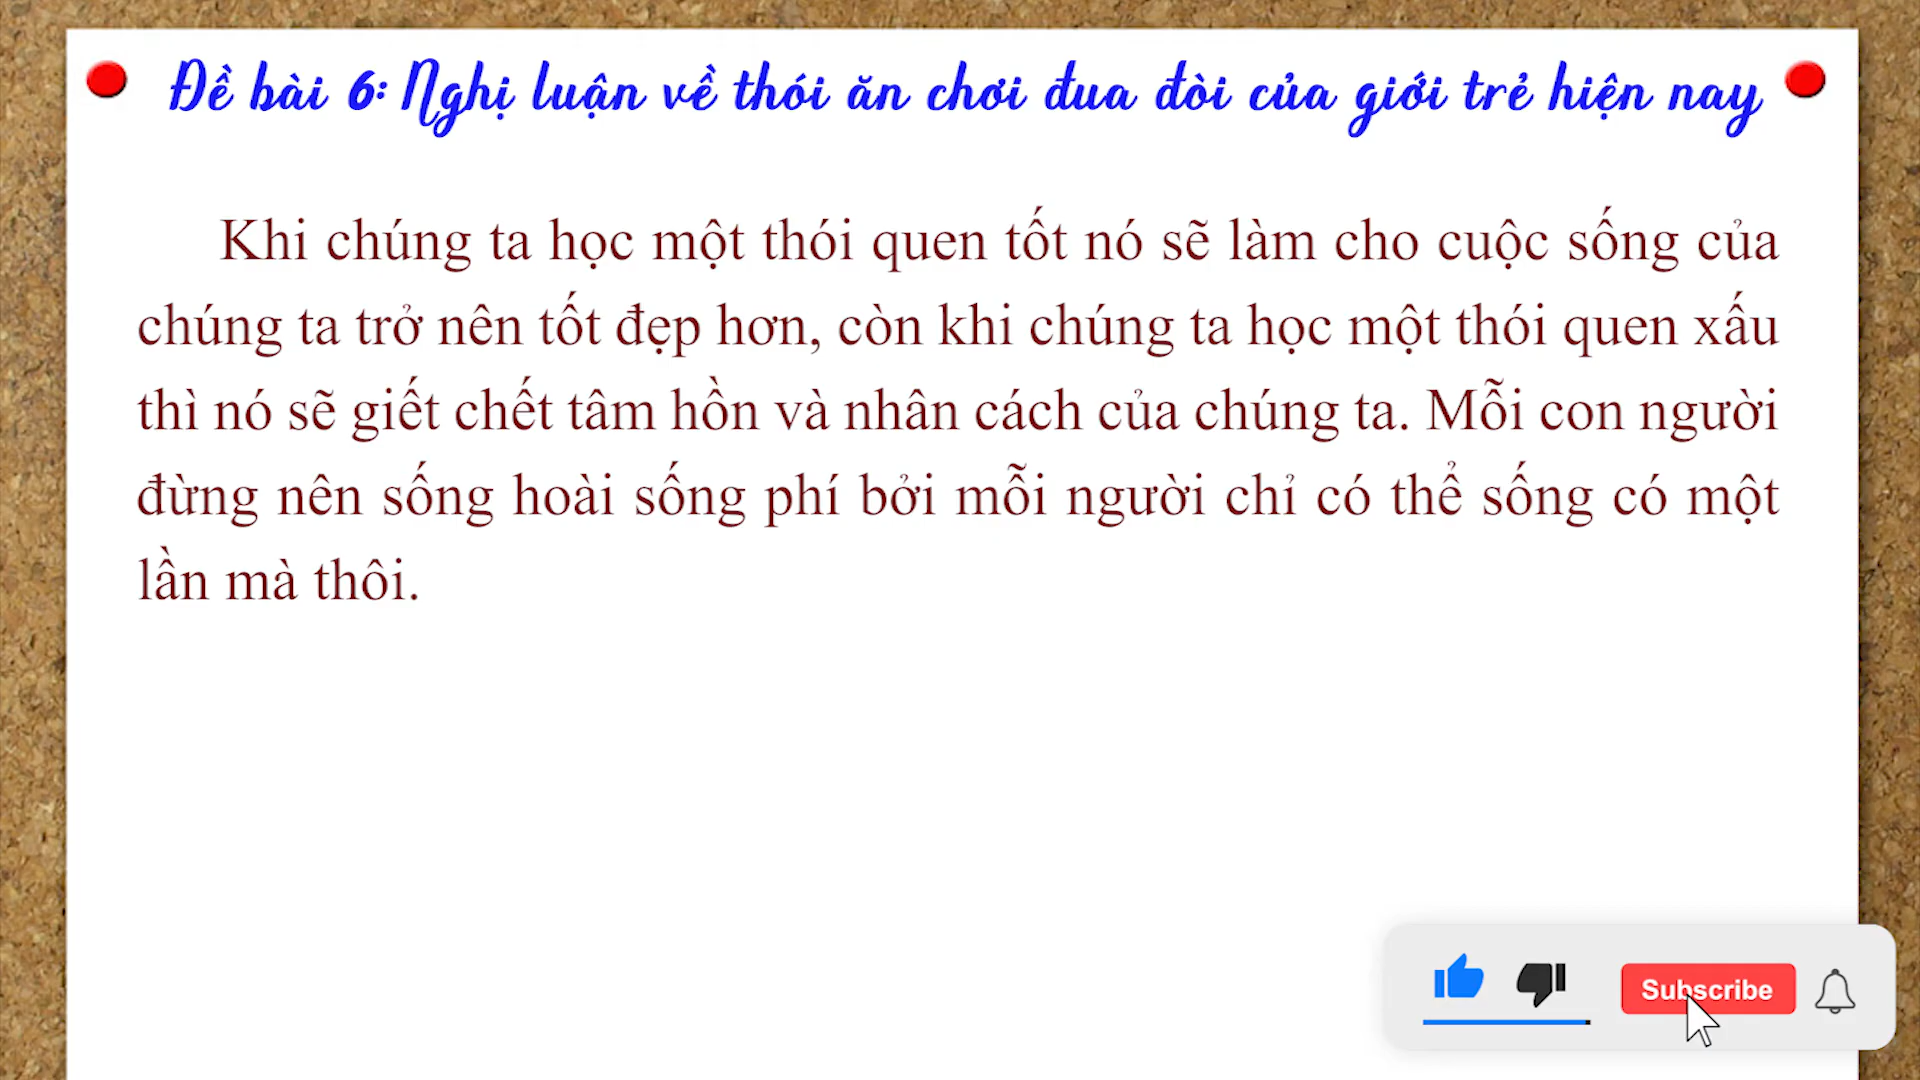 Đề bài 6: Nghị luận về thói ăn chơi đua đòi của giới trẻ hiện nay
Khi chúng ta học một thói quen tốt nó sẽ làm cho cuộc sống của
chúng ta trở nên tốt đẹp hơn, còn khi chúng ta học một thói quen xấu
thì nó sẽ giết chết tâm hồn và nhân cách của chúng ta. Mỗi con người
đừng nên sống hoài sống phí bởi mỗi người chỉ có thể sống có một
lần mà thôi.
Subscribe